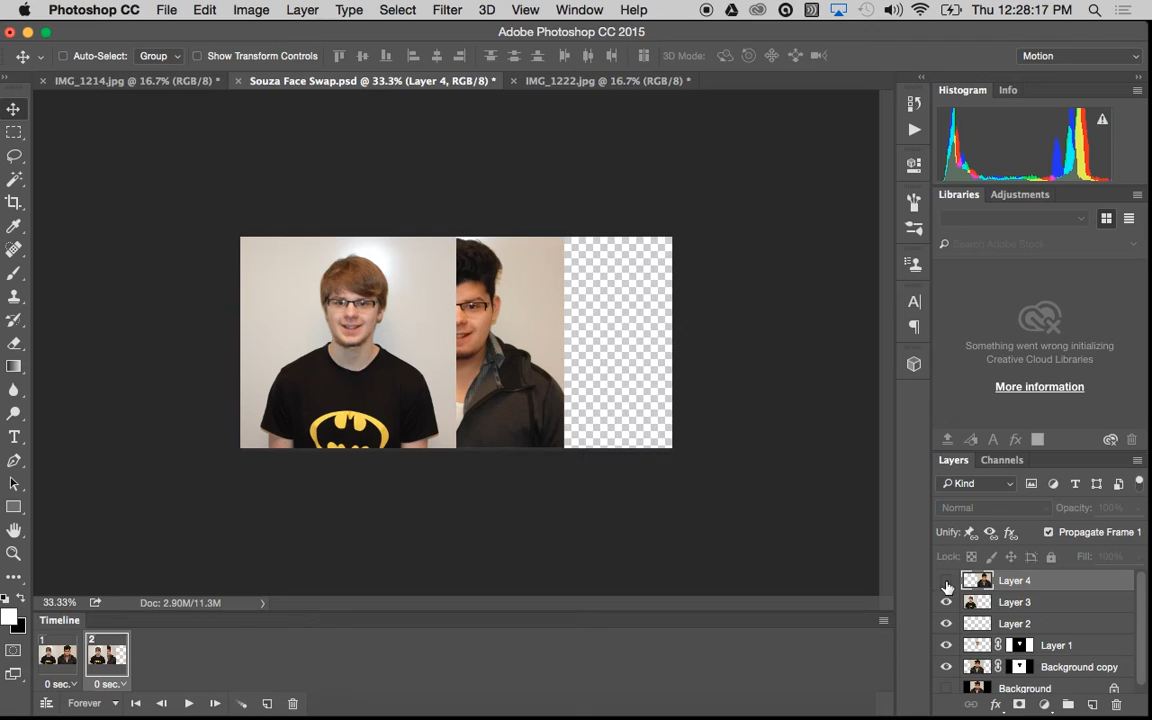 Photoshop CC File Edit Image Layer Type Select Filter 3D View Window Help Thu 12:28:17 PM
Adobe Photoshop CC 2015
Auto-Select: Group Show Transform Controls 3D Mode: Motion
IMG_1214.jpg @ 16.7% (RGB/8) * Souza Face Swap.psd @ 33.3% (Layer 4, RGB/8) * IMG_1222.jpg @ 16.7% (RGB/8) *
Histogram Info
Libraries Adjustments
Search Adobe Stock
Something went wrong initializing
Creative Cloud Libraries
More information
Layers Channels
Kind
Normal Opacity: 100%
Unify: Propagate Frame 1
Lock: Fill: 100%
Layer 4
Layer 3
Layer 2
Layer 1
Background copy
Background
33.33% Doc: 2.90M/11.3M
Timeline
1 2
0 sec. 0 sec.
Forever